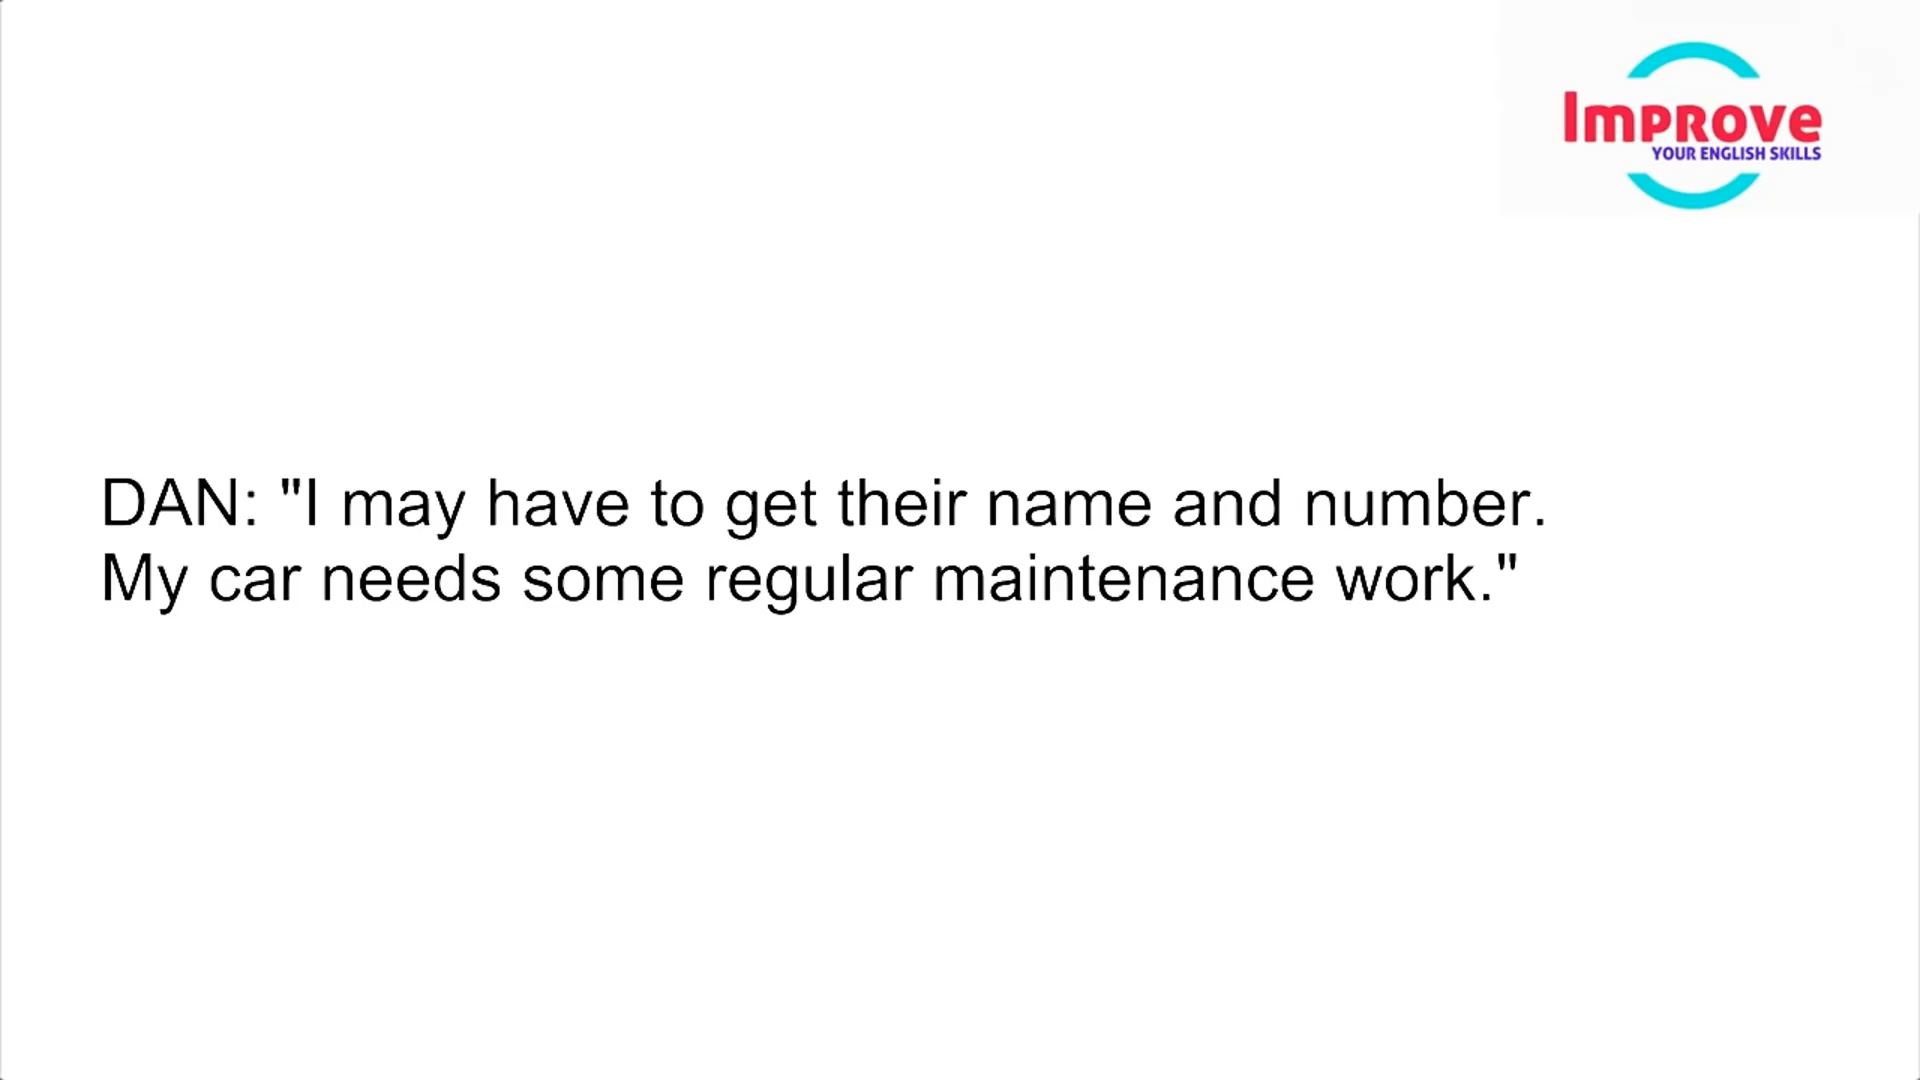 Improve
YOUR ENGLISH SKILLS
DAN: "I may have to get their name and number.
My car needs some regular maintenance work."